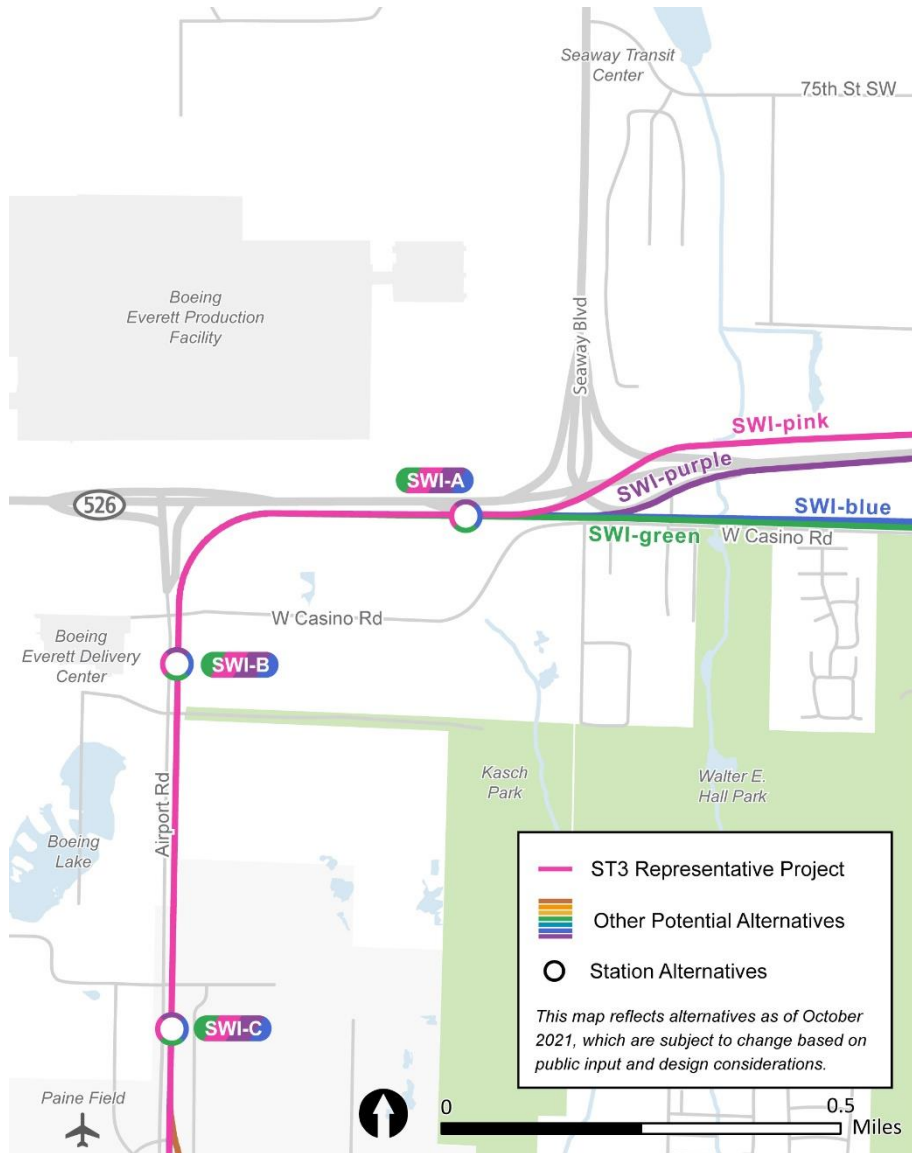 Seaway Transit
Center
75th St SW
Boeing
Everett Production
Facility
Seaway Blvd
SWI-pink
SWI-purple
SWI-A
526
SWI-blue
SWI-green
W Casino Rd
W Casino Rd
Boeing
Everett Delivery
Center
SWI-B
Airport Rd
Kasch
Park
Walter E.
Hall Park
Boeing
Lake
ST3 Representative Project
Other Potential Alternatives
Station Alternatives
This map reflects alternatives as of October
2021, which are subject to change based on
public input and design considerations.
SWI-C
Paine Field
0
0.5
Miles